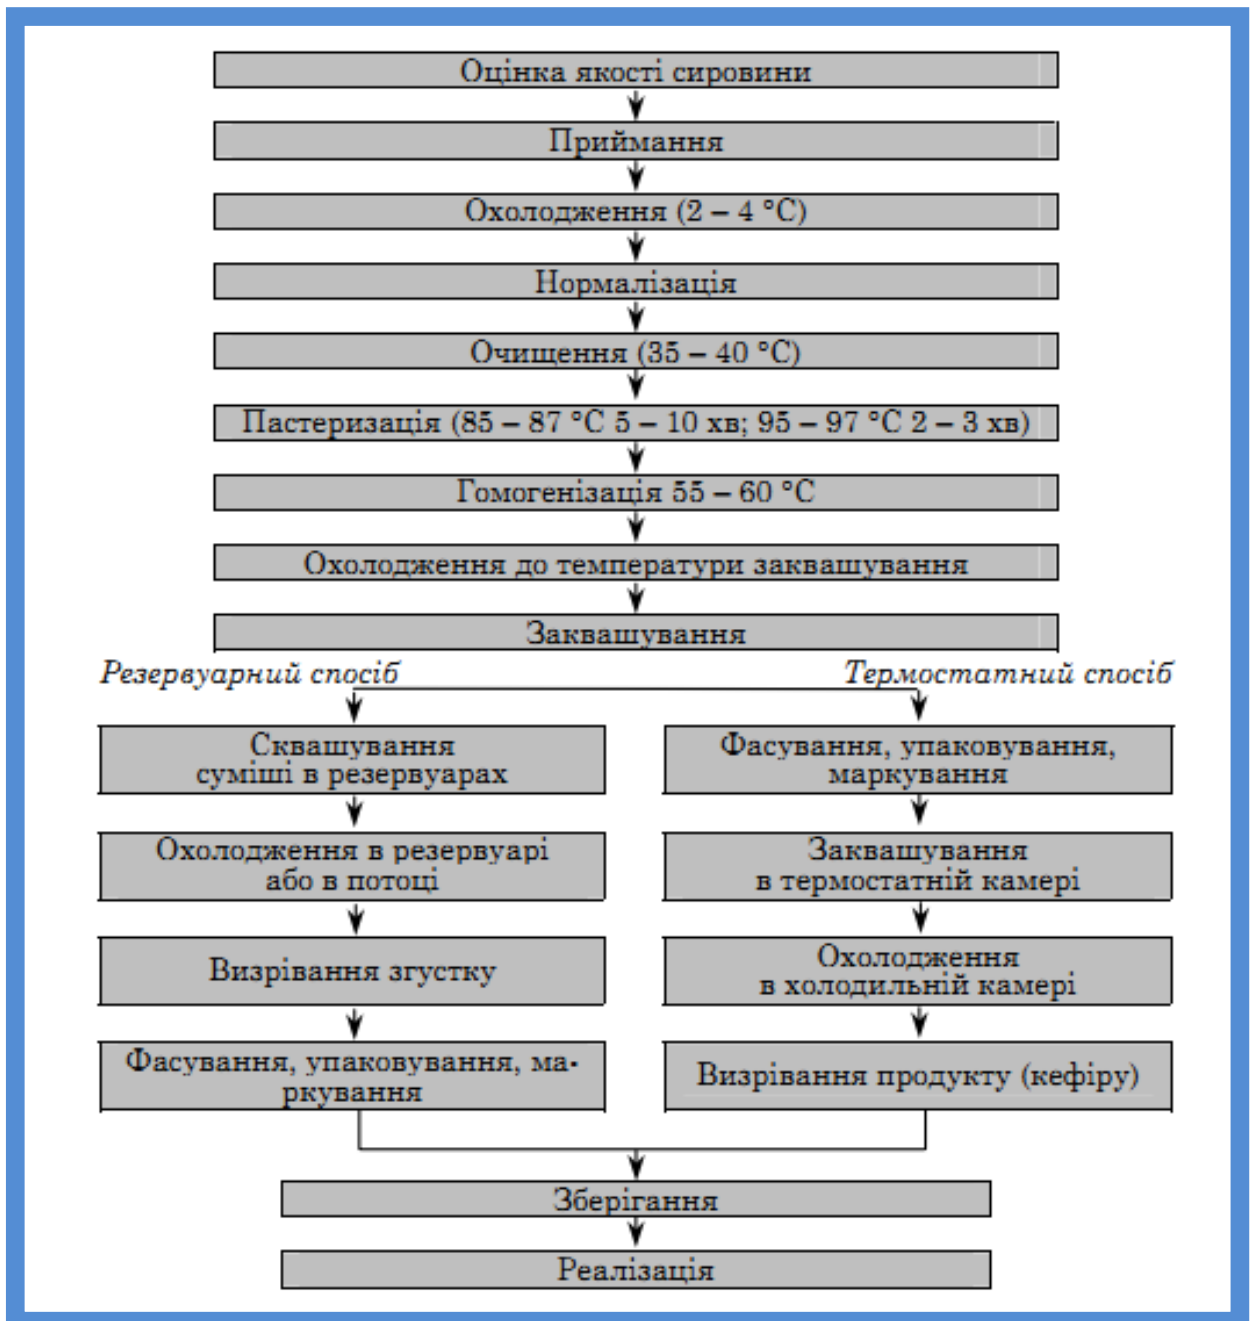 Оцінка якості сировини
Приймання
Охолодження (2 – 4 °С)
Нормалізація
Очищення (35 – 40 °С)
Пастеризація (85 – 87 °С 5 – 10 хв; 95 – 97 °С 2 – 3 хв)
Гомогенізація 55 – 60 °С
Охолодження до температури заквашування
Заквашування
Резервуарний спосіб
Термостатний спосіб
Сквашування
суміші в резервуарах
Фасування, упаковування,
маркування
Охолодження в резервуарі
або в потоці
Заквашування
в термостатній камері
Визрівання згустку
Охолодження
в холодильній камері
Фасування, упаковування, ма-
ркування
Визрівання продукту (кефіру)
Зберігання
Реалізація